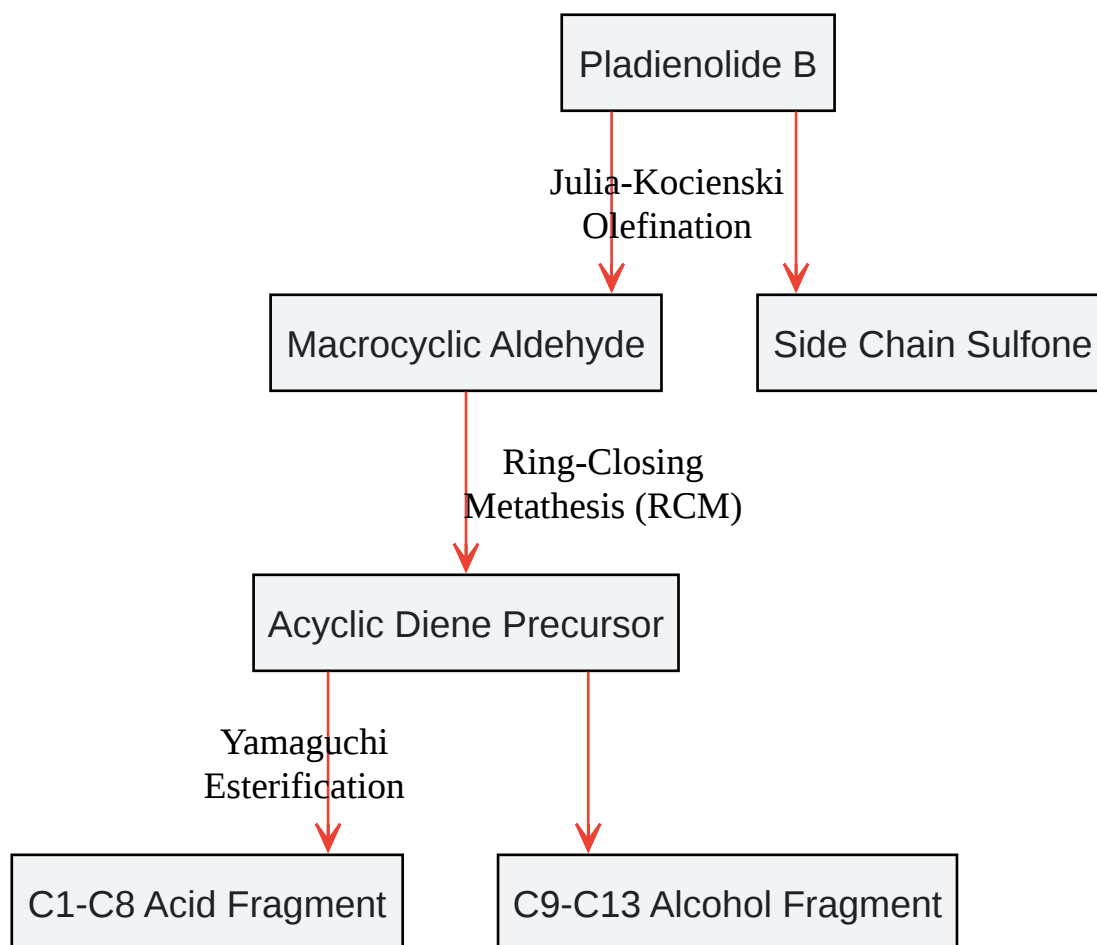 Pladienolide B
Julia-Kocienski
Olefination
Macrocyclic Aldehyde
Side Chain Sulfone
Ring-Closing
Metathesis (RCM)
Acyclic Diene Precursor
Yamaguchi
Esterification
C1-C8 Acid Fragment
C9-C13 Alcohol Fragment